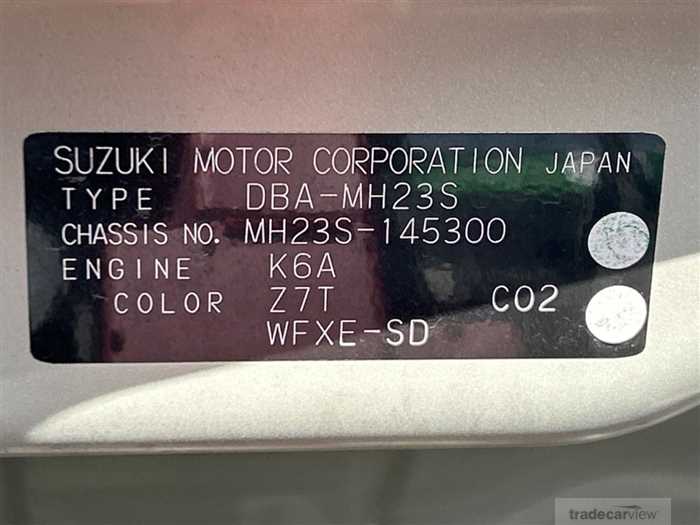 SUZUKI MOTOR CORPORATION JAPAN
TYPE DBA-MH23S
CHASSIS NO. MH23S-145300
ENGINE K6A
COLOR Z7T C02
WFXE-SD
tradecarview